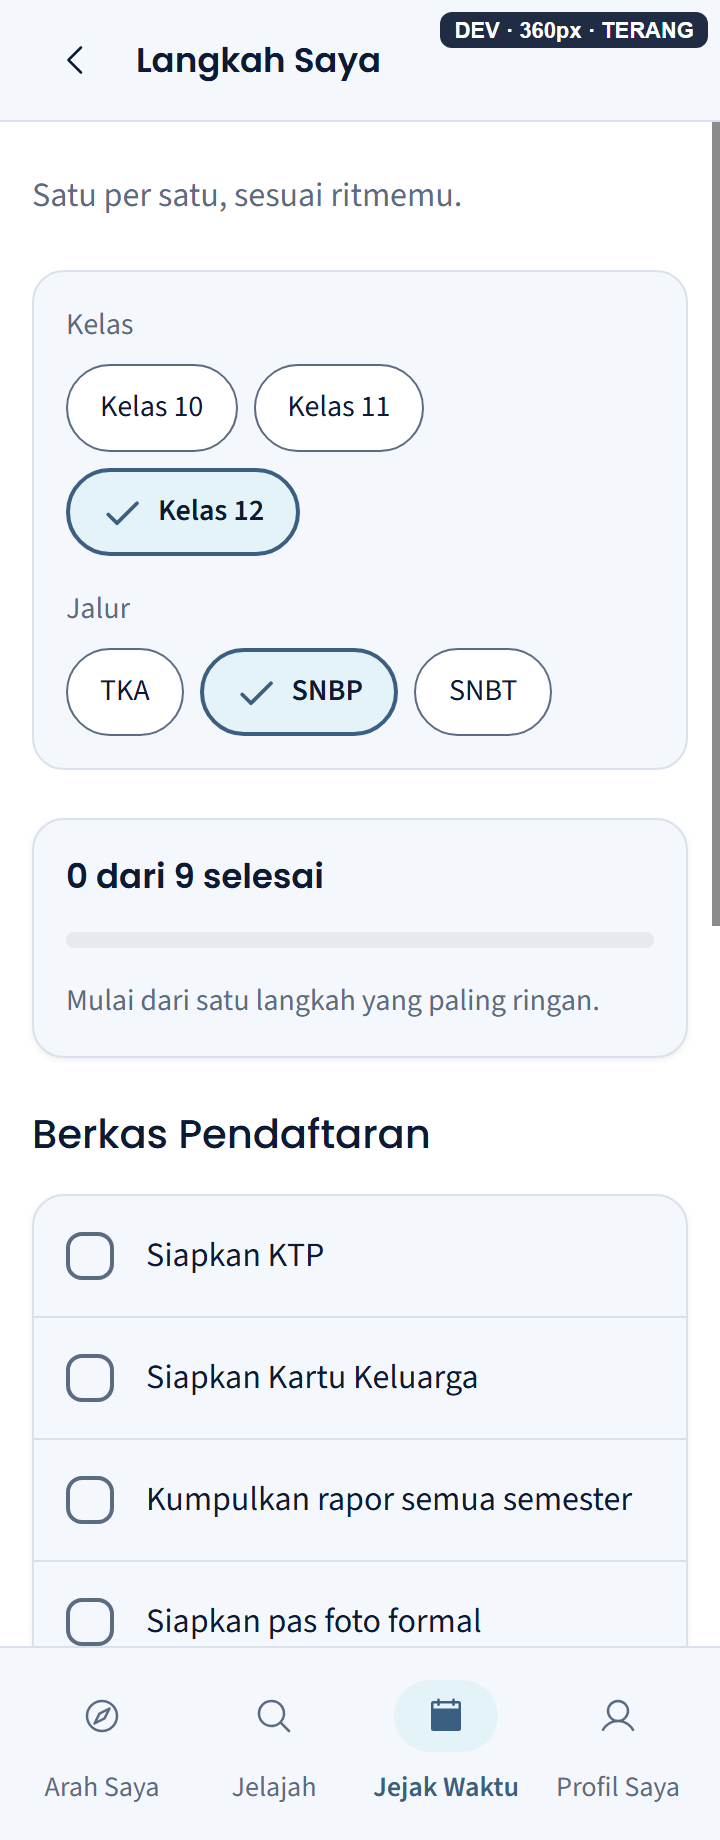 DEV · 360px · TERANG
Langkah Saya
Satu per satu, sesuai ritmemu.
Kelas
Kelas 10
Kelas 11
Kelas 12
Jalur
TKA
SNBP
SNBT
0 dari 9 selesai
Mulai dari satu langkah yang paling ringan.
Berkas Pendaftaran
Siapkan KTP
Siapkan Kartu Keluarga
Kumpulkan rapor semua semester
Siapkan pas foto formal
Arah Saya
Jelajah
Jejak Waktu
Profil Saya